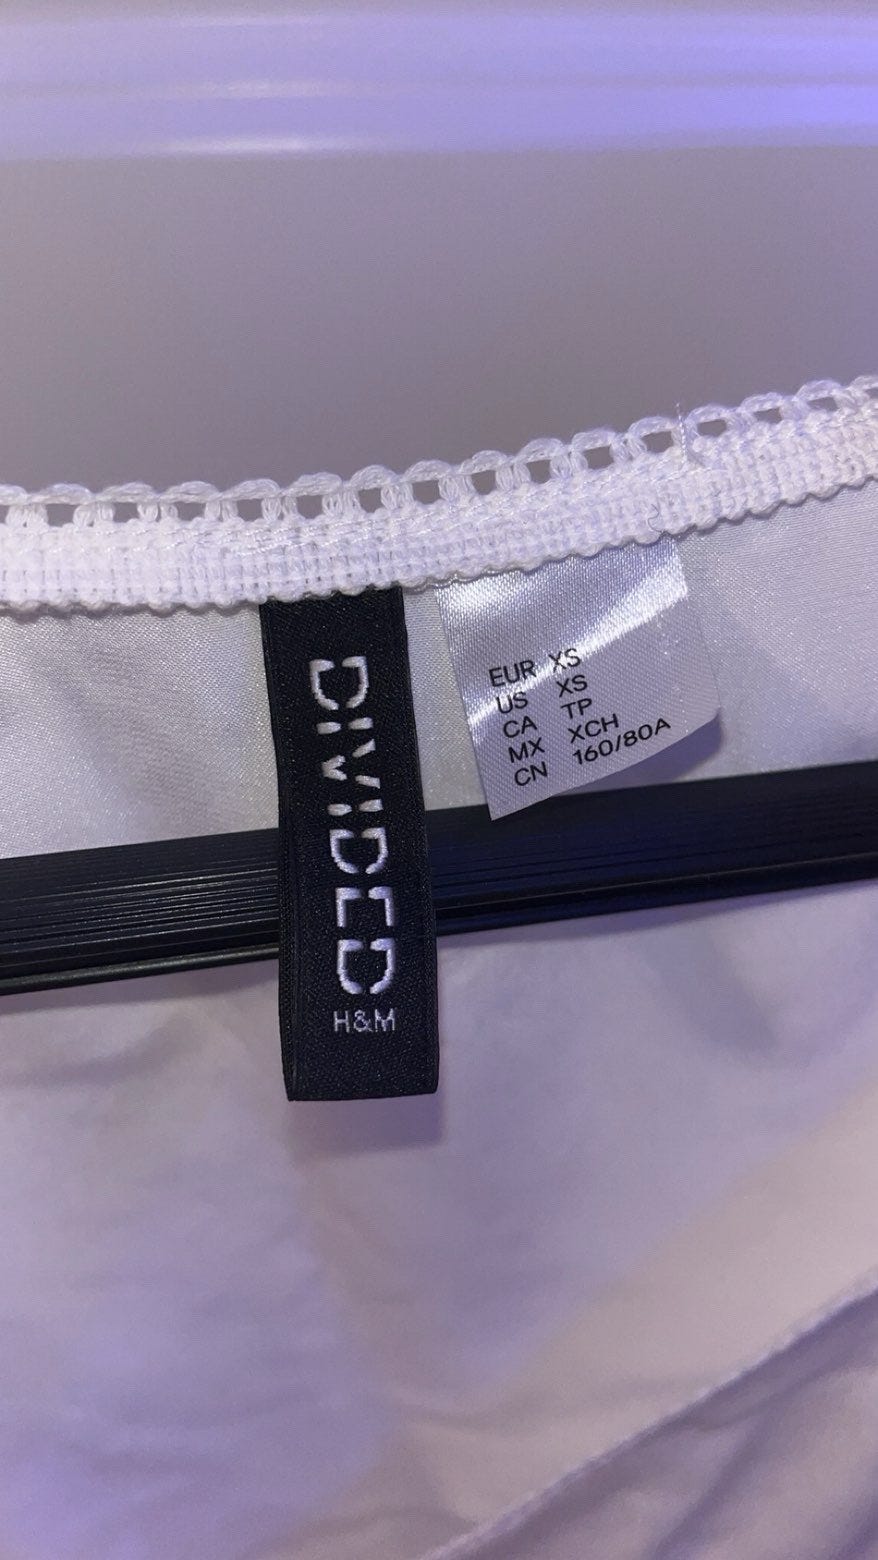 DIVIDED
H&M
EUR XS
US XS
CA TP
MX XCH
CN 160/80A